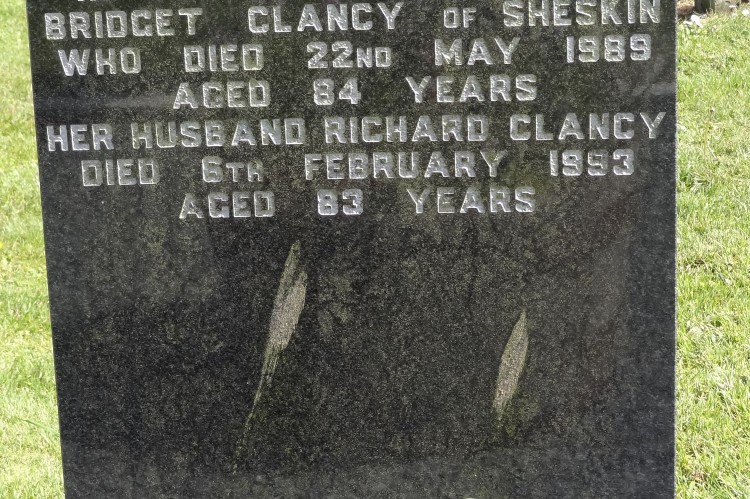 BRIDGET CLANCY OF SHESKIN
WHO DIED 22ND MAY 1989
AGED 84 YEARS
HER HUSBAND RICHARD CLANCY
DIED 6TH FEBRUARY 1993
AGED 83 YEARS